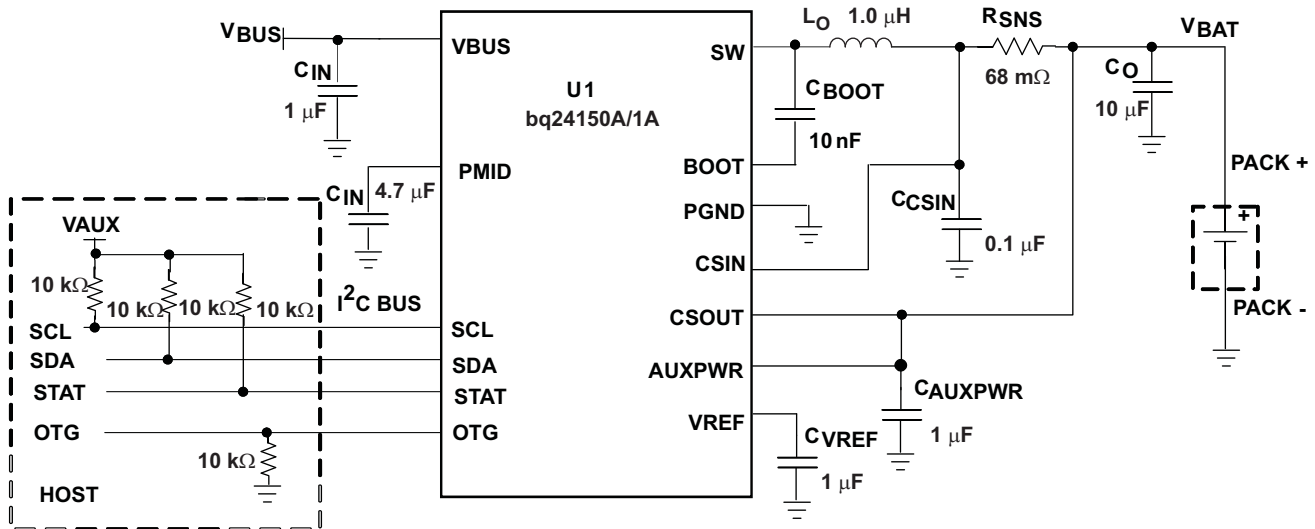 VBUS
CIN
1 μF
VBUS
U1
bq24150A/1A
PMID
CIN
4.7 μF
VAUX
10 kΩ
10 kΩ
10 kΩ
10 kΩ
I2C BUS
SCL
SDA
STAT
OTG
10 kΩ
HOST
SCL
SDA
STAT
OTG
SW
BOOT
PGND
CSIN
CSOUT
AUXPWR
VREF
LO 1.0 μH
RSNS
68 mΩ
VBAT
CBOOT
10 nF
CO
10 μF
CCSIN
0.1 μF
PACK +
+
PACK -
CAUXPWR
1 μF
CVREF
1 μF